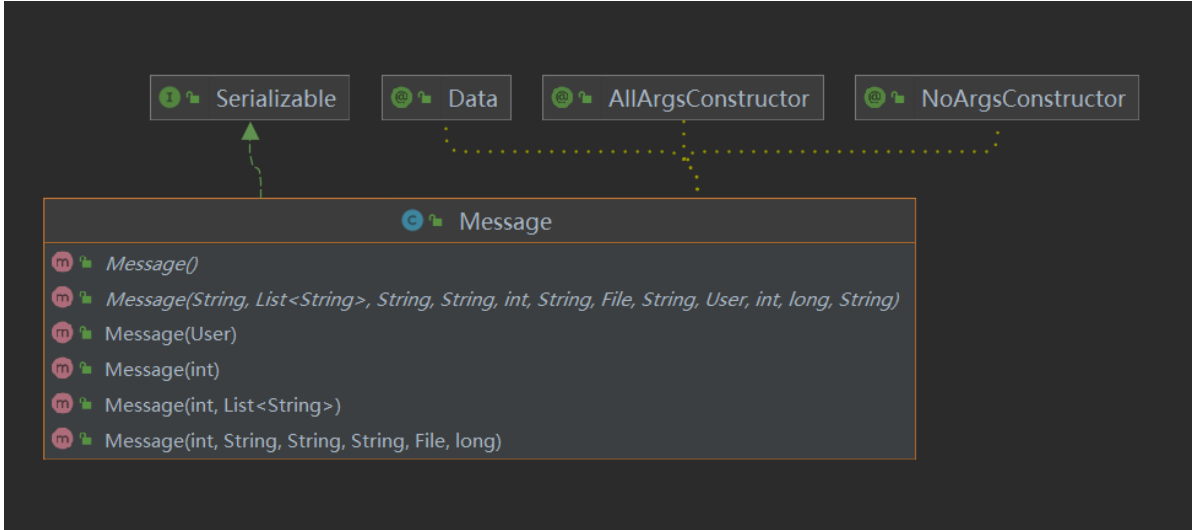 Serializable
Data
AllArgsConstructor
NoArgsConstructor
Message
Message()
Message(String, List<String>, String, String, int, String, File, String, User, int, long, String)
Message(User)
Message(int)
Message(int, List<String>)
Message(int, String, String, String, File, long)